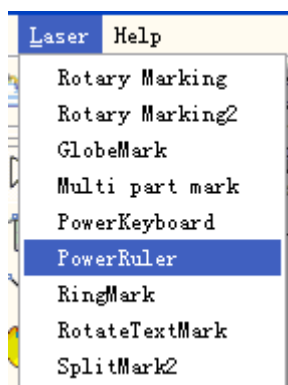 Laser Help
Rotary Marking
Rotary Marking2
GlobeMark
Multi part mark
PowerKeyboard
PowerRuler
RingMark
RotateTextMark
SplitMark2